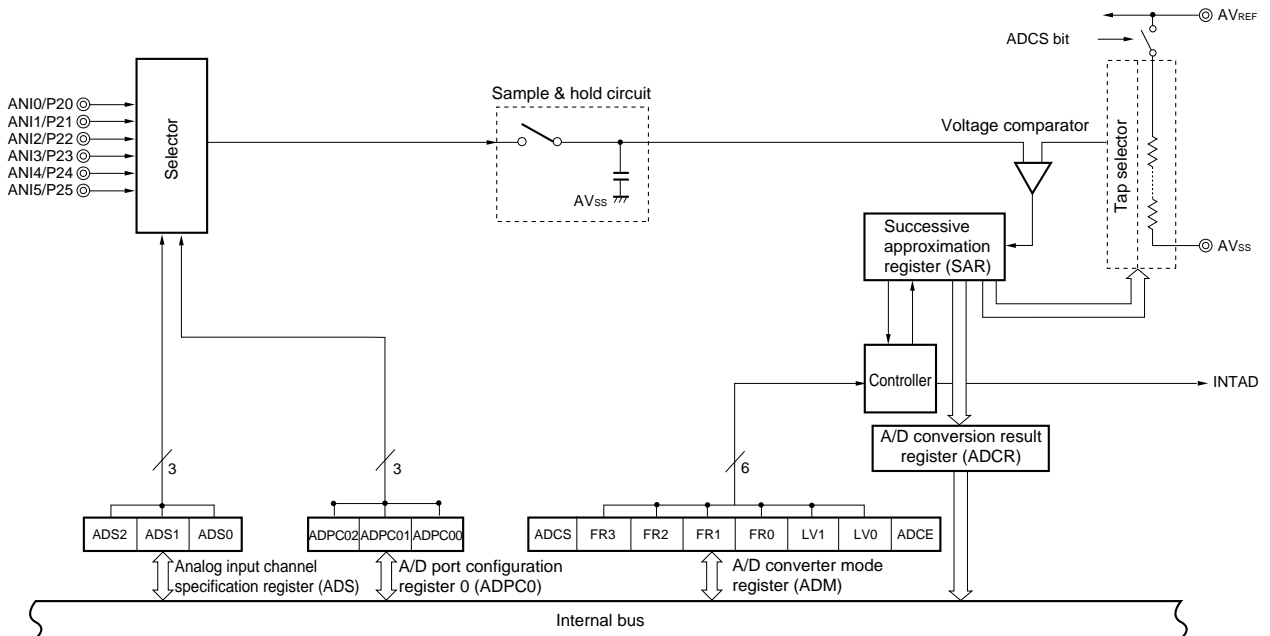 AVREF
ADCS bit
ANI0/P20
ANI1/P21
ANI2/P22
ANI3/P23
ANI4/P24
ANI5/P25
Selector
Sample & hold circuit
AVSS
Voltage comparator
Tap selector
AVSS
Successive
approximation
register (SAR)
Controller
INTAD
A/D conversion result
register (ADCR)
3
3
6
ADS2 ADS1 ADS0
ADPC02 ADPC01 ADPC00
ADCS FR3 FR2 FR1 FR0 LV1 LV0 ADCE
Analog input channel
specification register (ADS)
A/D port configuration
register 0 (ADPC0)
A/D converter mode
register (ADM)
Internal bus